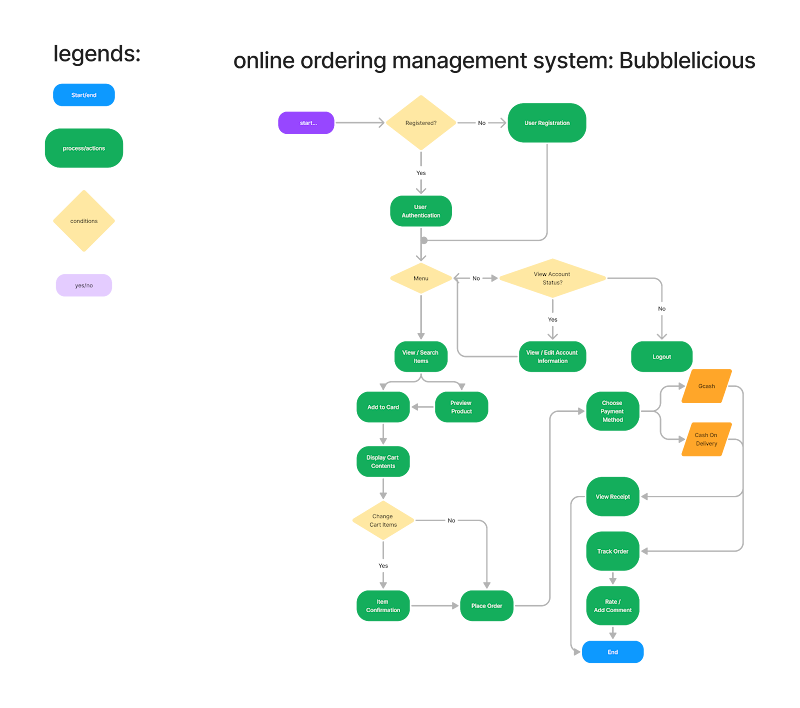 legends:
online ordering management system: Bubblelicious
Start/end
process/actions
conditions
yes/no
start...
Registered?
No
User Registration
Yes
User
Authentication
Menu
No
View Account
Status?
Yes
No
View / Search
Items
View / Edit Account
Information
Logout
Gcash
Add to Card
Preview
Product
Choose
Payment
Method
Cash On
Delivery
Display Cart
Contents
View Receipt
Change
Cart Items
No
Track Order
Yes
Item
Confirmation
Place Order
Rate /
Add Comment
End